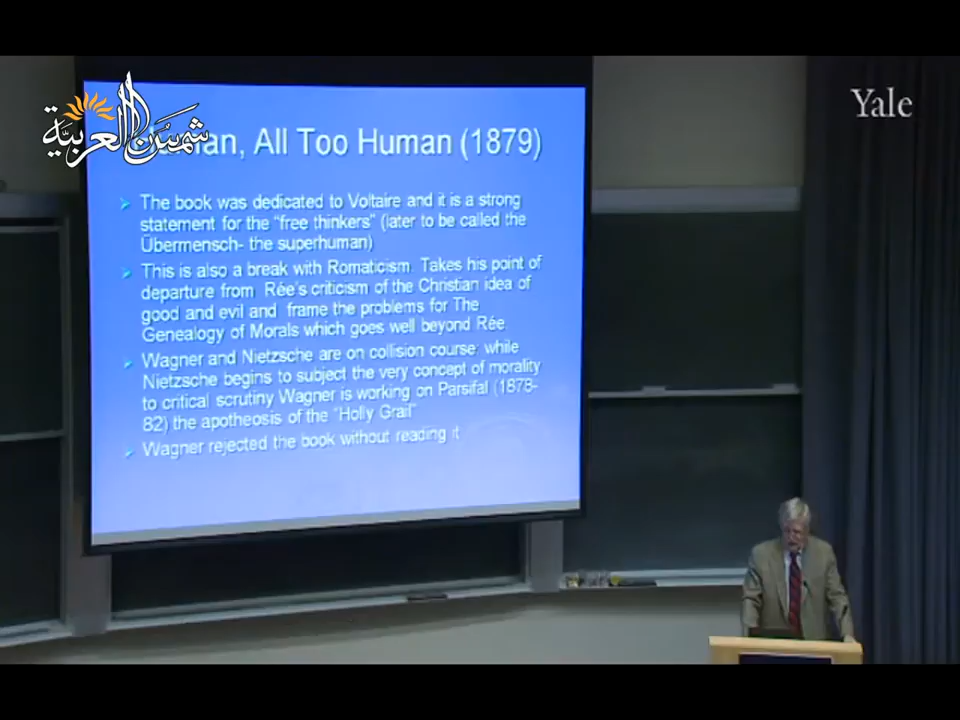 Yale
شمسنا العربية
, All Too Human (1879)
The book was dedicated to Voltaire and it is a strong
statement for the "free thinkers" (later to be called the
Übermensch- the superhuman)
This is also a break with Romaticism. Takes his point of
departure from Rée's criticism of the Christian idea of
good and evil and frame the problems for The
Genealogy of Morals which goes well beyond Rée.
Wagner and Nietzsche are on collision course: while
Nietzsche begins to subject the very concept of morality
to critical scrutiny Wagner is working on Parsifal (1878-
82) the apotheosis of the "Holly Grail"
Wagner rejected the book without reading it